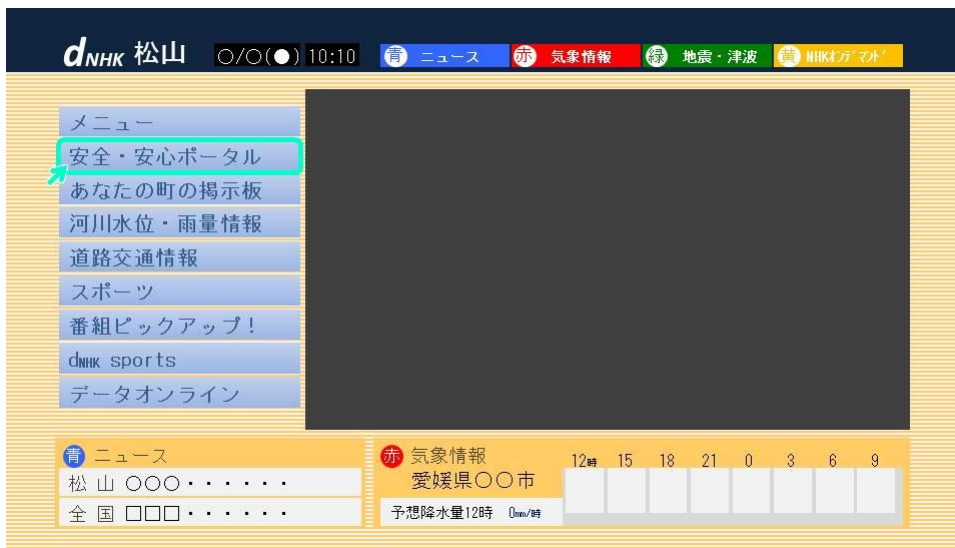 dNHK 松山 ○/○(●) 10:10 青 ニュース 赤 気象情報 緑 地震・津波 黄 NHKｵﾝﾃﾞﾏﾝﾄﾞ
メニュー
安全・安心ポータル
あなたの町の掲示板
河川水位・雨量情報
道路交通情報
スポーツ
番組ピックアップ！
dNHK sports
データオンライン
青 ニュース
松 山 ○○○・・・・・・
全 国 □□□・・・・・・
赤 気象情報 12時 15 18 21 0 3 6 9
愛媛県○○市
予想降水量12時 0mm/時